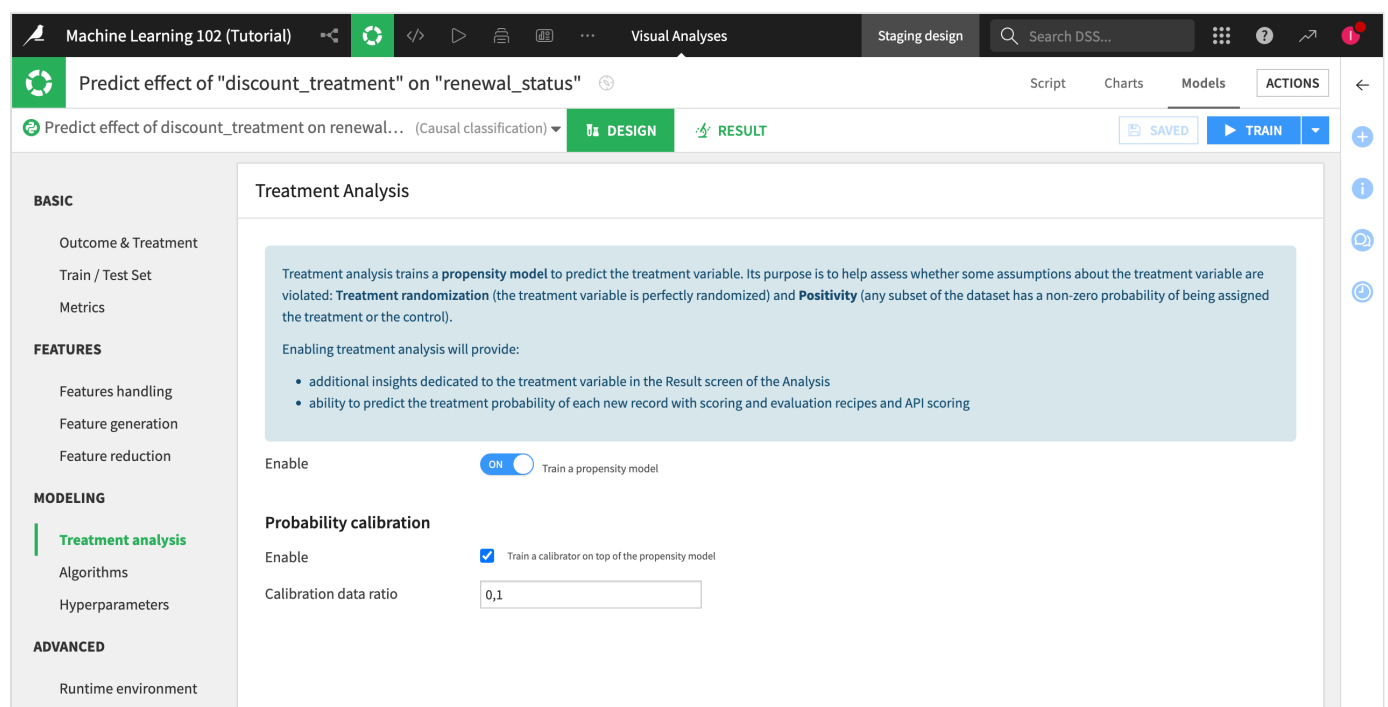 Machine Learning 102 (Tutorial)
Visual Analyses
Staging design
Search DSS...
Predict effect of "discount_treatment" on "renewal_status"
Script
Charts
Models
ACTIONS
Predict effect of discount_treatment on renewal... (Causal classification)
DESIGN
RESULT
SAVED
TRAIN
BASIC
Outcome & Treatment
Train / Test Set
Metrics
FEATURES
Features handling
Feature generation
Feature reduction
MODELING
Treatment analysis
Algorithms
Hyperparameters
ADVANCED
Runtime environment
Treatment Analysis
Treatment analysis trains a propensity model to predict the treatment variable. Its purpose is to help assess whether some assumptions about the treatment variable are
violated: Treatment randomization (the treatment variable is perfectly randomized) and Positivity (any subset of the dataset has a non-zero probability of being assigned
the treatment or the control).
Enabling treatment analysis will provide:
• additional insights dedicated to the treatment variable in the Result screen of the Analysis
• ability to predict the treatment probability of each new record with scoring and evaluation recipes and API scoring
Enable
ON
Train a propensity model
Probability calibration
Enable
Train a calibrator on top of the propensity model
Calibration data ratio
0,1